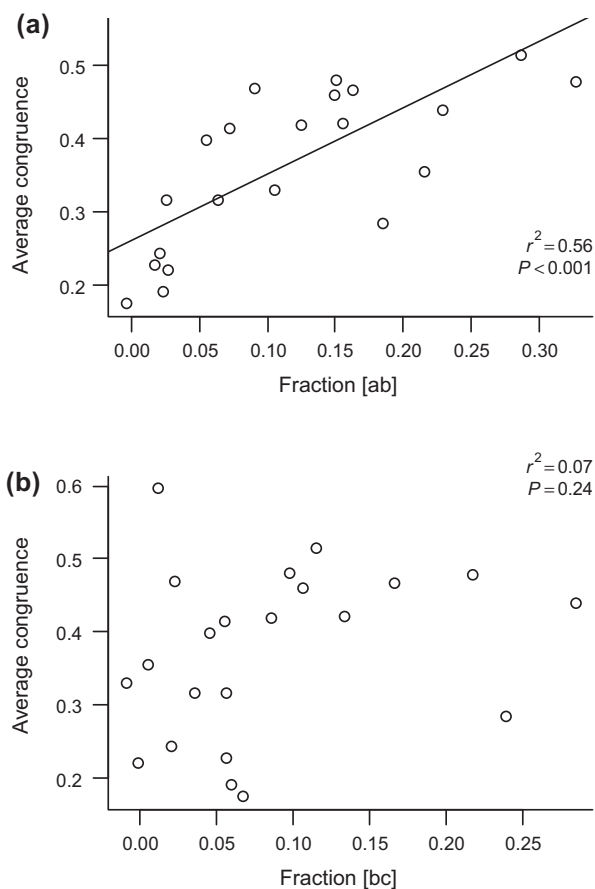 (a)
0.5
0.4
0.3
0.2
Average congruence
r² = 0.56
P < 0.001
0.00 0.05 0.10 0.15 0.20 0.25 0.30
Fraction [ab]
(b)
0.6
0.5
0.4
0.3
0.2
Average congruence
r² = 0.07
P = 0.24
0.00 0.05 0.10 0.15 0.20 0.25
Fraction [bc]